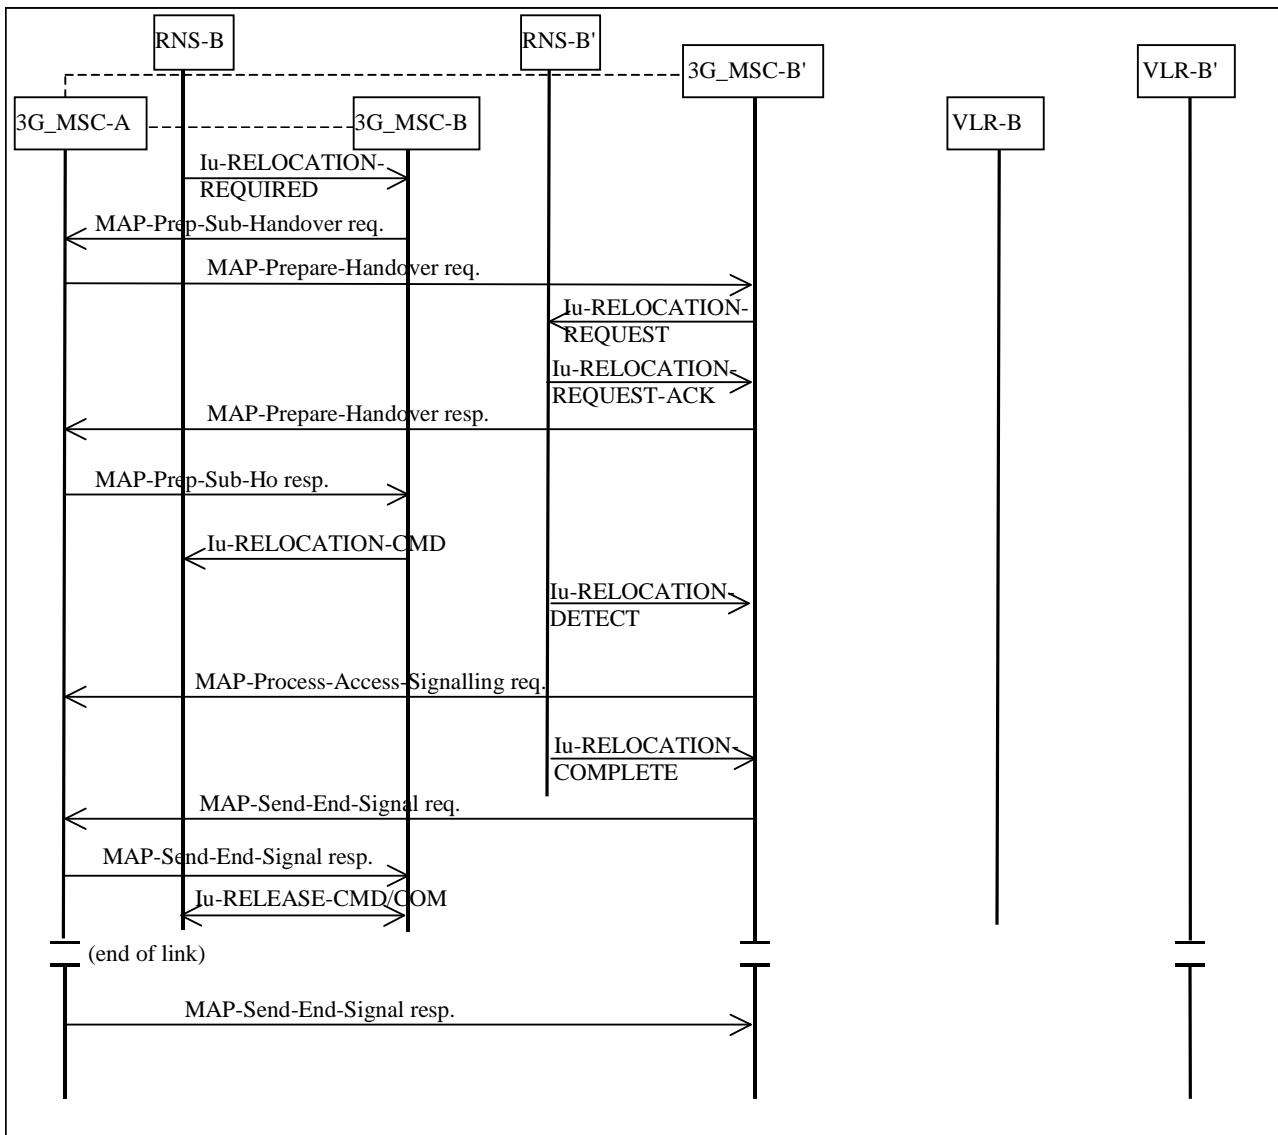 RNS-B
RNS-B'
3G_MSC-B'
VLR-B'
3G_MSC-A
3G_MSC-B
VLR-B
Iu-RELOCATION-
REQUIRED
MAP-Prep-Sub-Handover req.
MAP-Prepare-Handover req.
Iu-RELOCATION-
REQUEST
Iu-RELOCATION-
REQUEST-ACK
MAP-Prepare-Handover resp.
MAP-Prep-Sub-Ho resp.
Iu-RELOCATION-CMD
Iu-RELOCATION-
DETECT
MAP-Process-Access-Signalling req.
Iu-RELOCATION-
COMPLETE
MAP-Send-End-Signal req.
MAP-Send-End-Signal resp.
Iu-RELEASE-CMD/COM
(end of link)
MAP-Send-End-Signal resp.